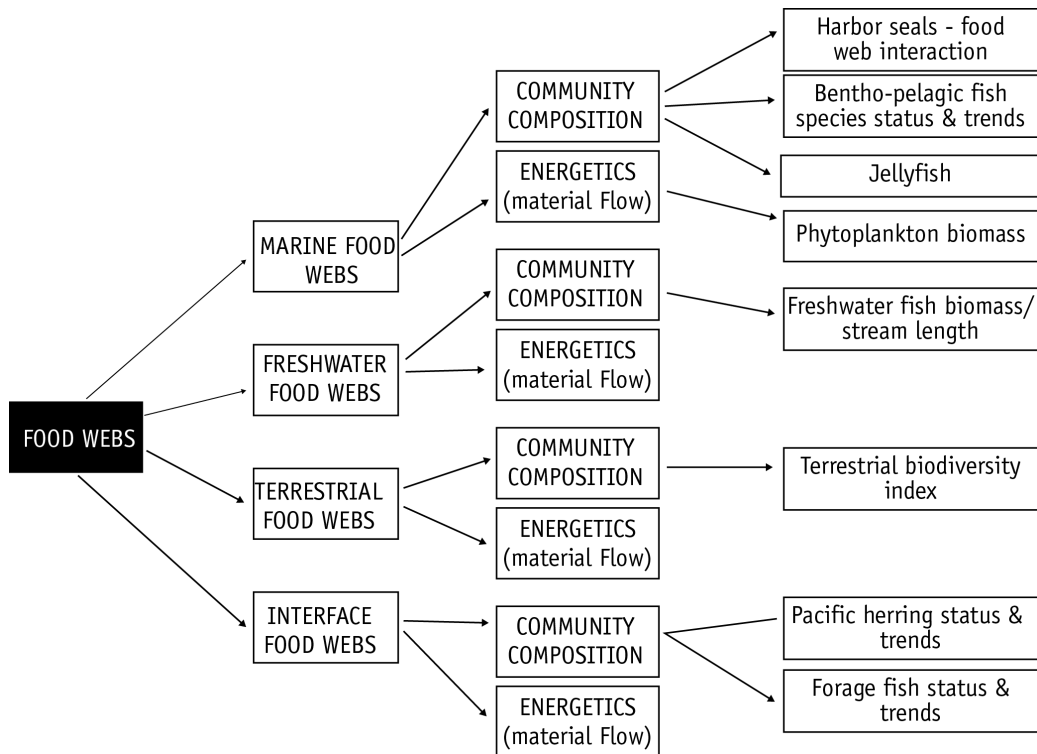 Harbor seals - food
web interaction
COMMUNITY
COMPOSITION
Bentho-pelagic fish
species status & trends
ENERGETICS
(material Flow)
Jellyfish
MARINE FOOD
WEBS
Phytoplankton biomass
COMMUNITY
COMPOSITION
Freshwater fish biomass/
stream length
FRESHWATER
FOOD WEBS
ENERGETICS
(material Flow)
FOOD WEBS
COMMUNITY
COMPOSITION
Terrestrial biodiversity
index
TERRESTRIAL
FOOD WEBS
ENERGETICS
(material Flow)
INTERFACE
FOOD WEBS
COMMUNITY
COMPOSITION
Pacific herring status &
trends
ENERGETICS
(material Flow)
Forage fish status &
trends